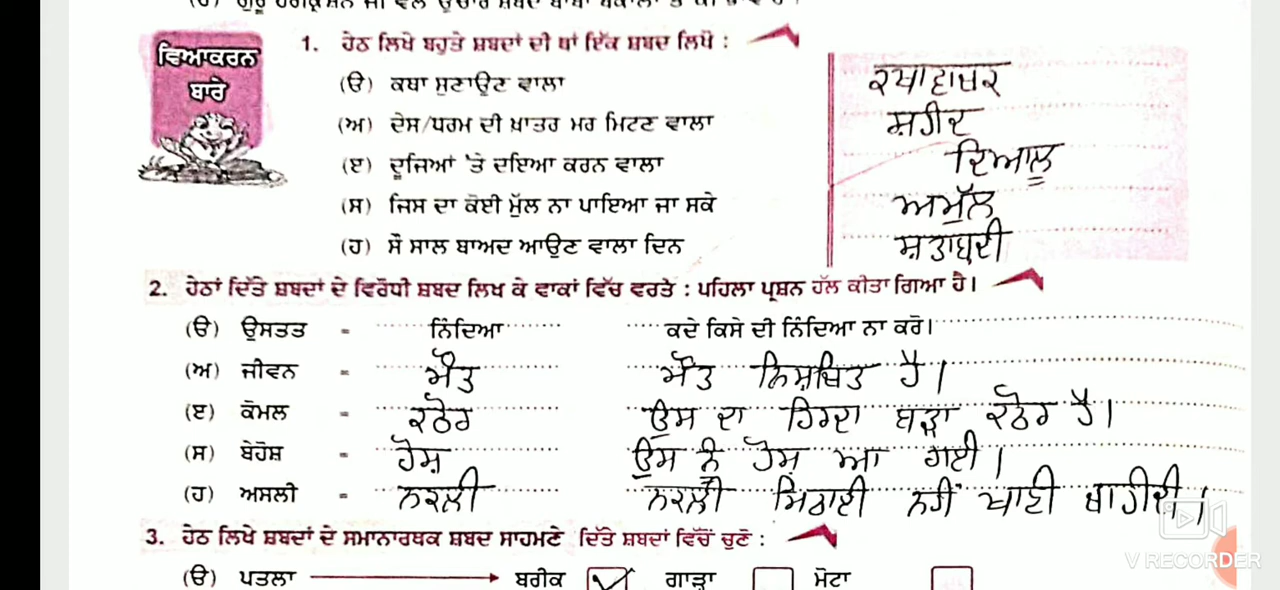 ਵਿਆਕਰਨ
ਬਾਰੇ
1. ਹੇਠ ਲਿਖੇ ਬਹੁਤੇ ਸ਼ਬਦਾਂ ਦੀ ਥਾਂ ਇੱਕ ਸ਼ਬਦ ਲਿਖੋ :
(ੳ) ਕਥਾ ਸੁਣਾਉਣ ਵਾਲਾ ਕਥਾਵਾਚਕ
(ਅ) ਦੇਸ/ਧਰਮ ਦੀ ਖ਼ਾਤਰ ਮਰ ਮਿਟਣ ਵਾਲਾ ਸ਼ਹੀਦ
(ੲ) ਦੂਜਿਆਂ 'ਤੇ ਦਇਆ ਕਰਨ ਵਾਲਾ ਦਿਆਲੂ
(ਸ) ਜਿਸ ਦਾ ਕੋਈ ਮੁੱਲ ਨਾ ਪਾਇਆ ਜਾ ਸਕੇ ਅਮੁੱਲ
(ਹ) ਸੌ ਸਾਲ ਬਾਅਦ ਆਉਣ ਵਾਲਾ ਦਿਨ ਸ਼ਤਾਬਦੀ
2. ਹੇਠਾਂ ਦਿੱਤੇ ਸ਼ਬਦਾਂ ਦੇ ਵਿਰੋਧੀ ਸ਼ਬਦ ਲਿਖ ਕੇ ਵਾਕਾਂ ਵਿੱਚ ਵਰਤੋ : ਪਹਿਲਾ ਪ੍ਰਸ਼ਨ ਹੱਲ ਕੀਤਾ ਗਿਆ ਹੈ।
(ੳ) ਉਸਤਤ = ਨਿੰਦਿਆ ਕਦੇ ਕਿਸੇ ਦੀ ਨਿੰਦਿਆ ਨਾ ਕਰੋ।
(ਅ) ਜੀਵਨ = ਮੌਤ ਮੌਤ ਨਿਸ਼ਚਿਤ ਹੈ।
(ੲ) ਕੋਮਲ = ਕਠੋਰ ਉਸ ਦਾ ਹਿਰਦਾ ਬੜਾ ਕਠੋਰ ਹੈ।
(ਸ) ਬੇਹੋਸ਼ = ਹੋਸ਼ ਉਸ ਨੂੰ ਹੋਸ਼ ਆ ਗਈ।
(ਹ) ਅਸਲੀ = ਨਕਲੀ ਨਕਲੀ ਮਿਠਾਈ ਨਹੀਂ ਖਾਣੀ ਚਾਹੀਦੀ।
3. ਹੇਠ ਲਿਖੇ ਸ਼ਬਦਾਂ ਦੇ ਸਮਾਨਾਰਥਕ ਸ਼ਬਦ ਸਾਹਮਣੇ ਦਿੱਤੇ ਸ਼ਬਦਾਂ ਵਿੱਚੋਂ ਚੁਣੋ :
(ੳ) ਪਤਲਾ ਬਰੀਕ ਗਾੜ੍ਹਾ ਮੋਟਾ
V RECORDER